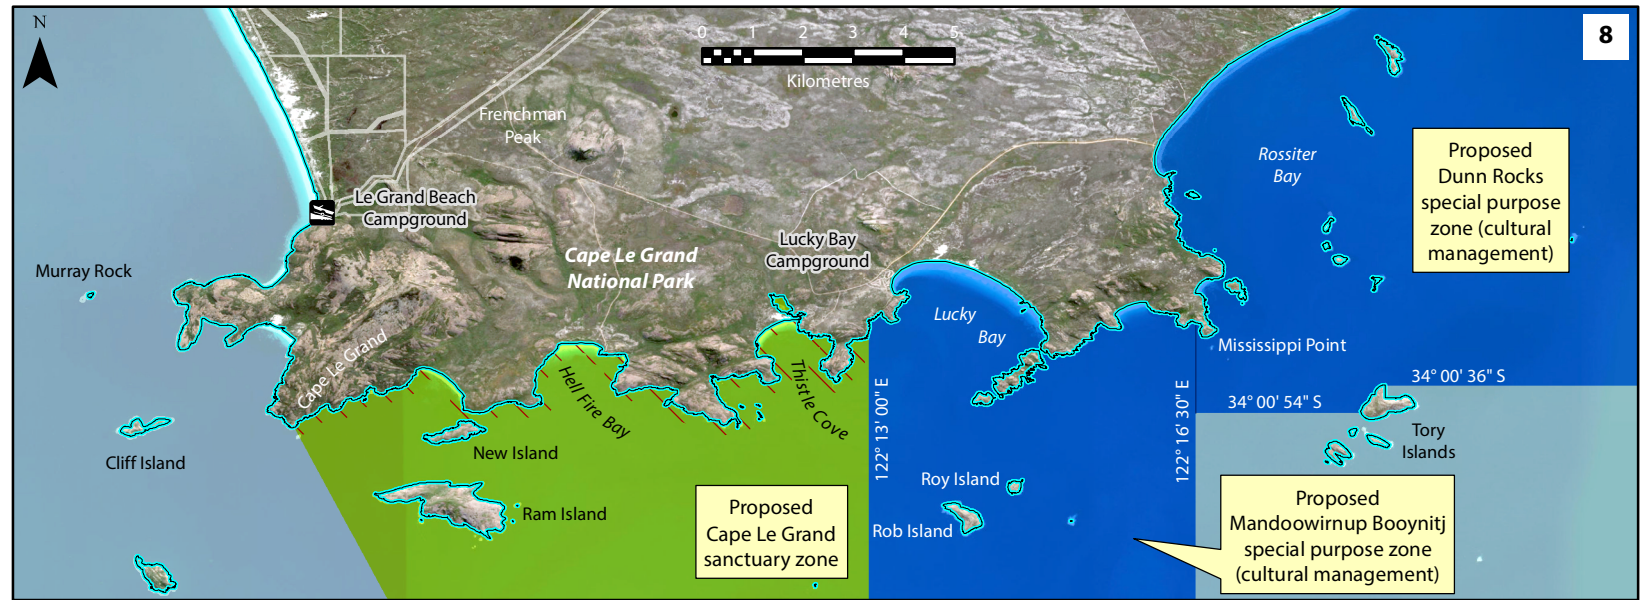 N
8
0 1 2 3 4 5
Kilometres
Frenchman
Peak
Rossiter
Bay
Proposed
Dunn Rocks
special purpose
zone (cultural
management)
Le Grand Beach
Campground
Lucky Bay
Campground
Cape Le Grand
National Park
Murray Rock
Lucky
Bay
Mississippi Point
Cape Le Grand
Hell Fire Bay
Thistle Cove
122° 13' 00" E
122° 16' 30" E
34° 00' 36" S
34° 00' 54" S
Tory
Islands
Cliff Island
New Island
Ram Island
Roy Island
Rob Island
Proposed
Cape Le Grand
sanctuary zone
Proposed
Mandoowirnup Booynitj
special purpose zone
(cultural management)